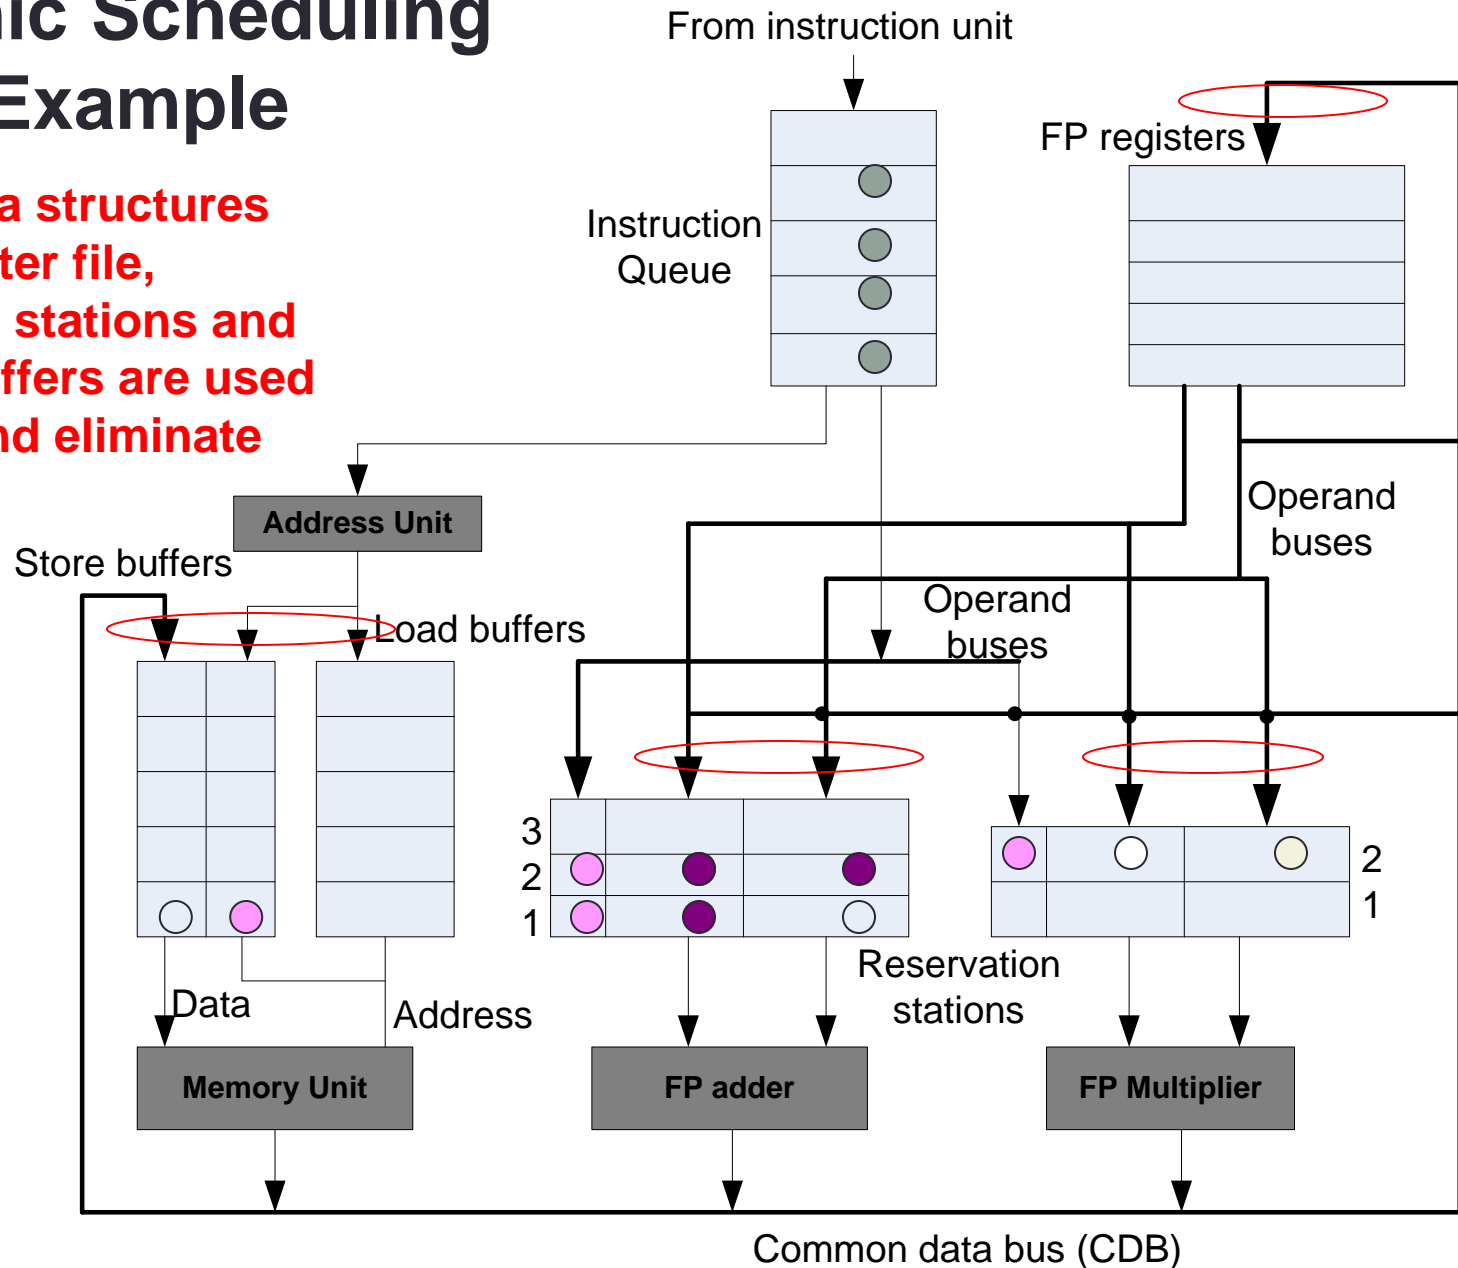 nic Scheduling
Example
a structures
ter file,
stations and
ffers are used
nd eliminate
From instruction unit
FP registers
Instruction
Queue
Operand
buses
Address Unit
Store buffers
Load buffers
Operand
buses
3
2
1
2
1
Reservation
stations
Data
Address
Memory Unit
FP adder
FP Multiplier
Common data bus (CDB)